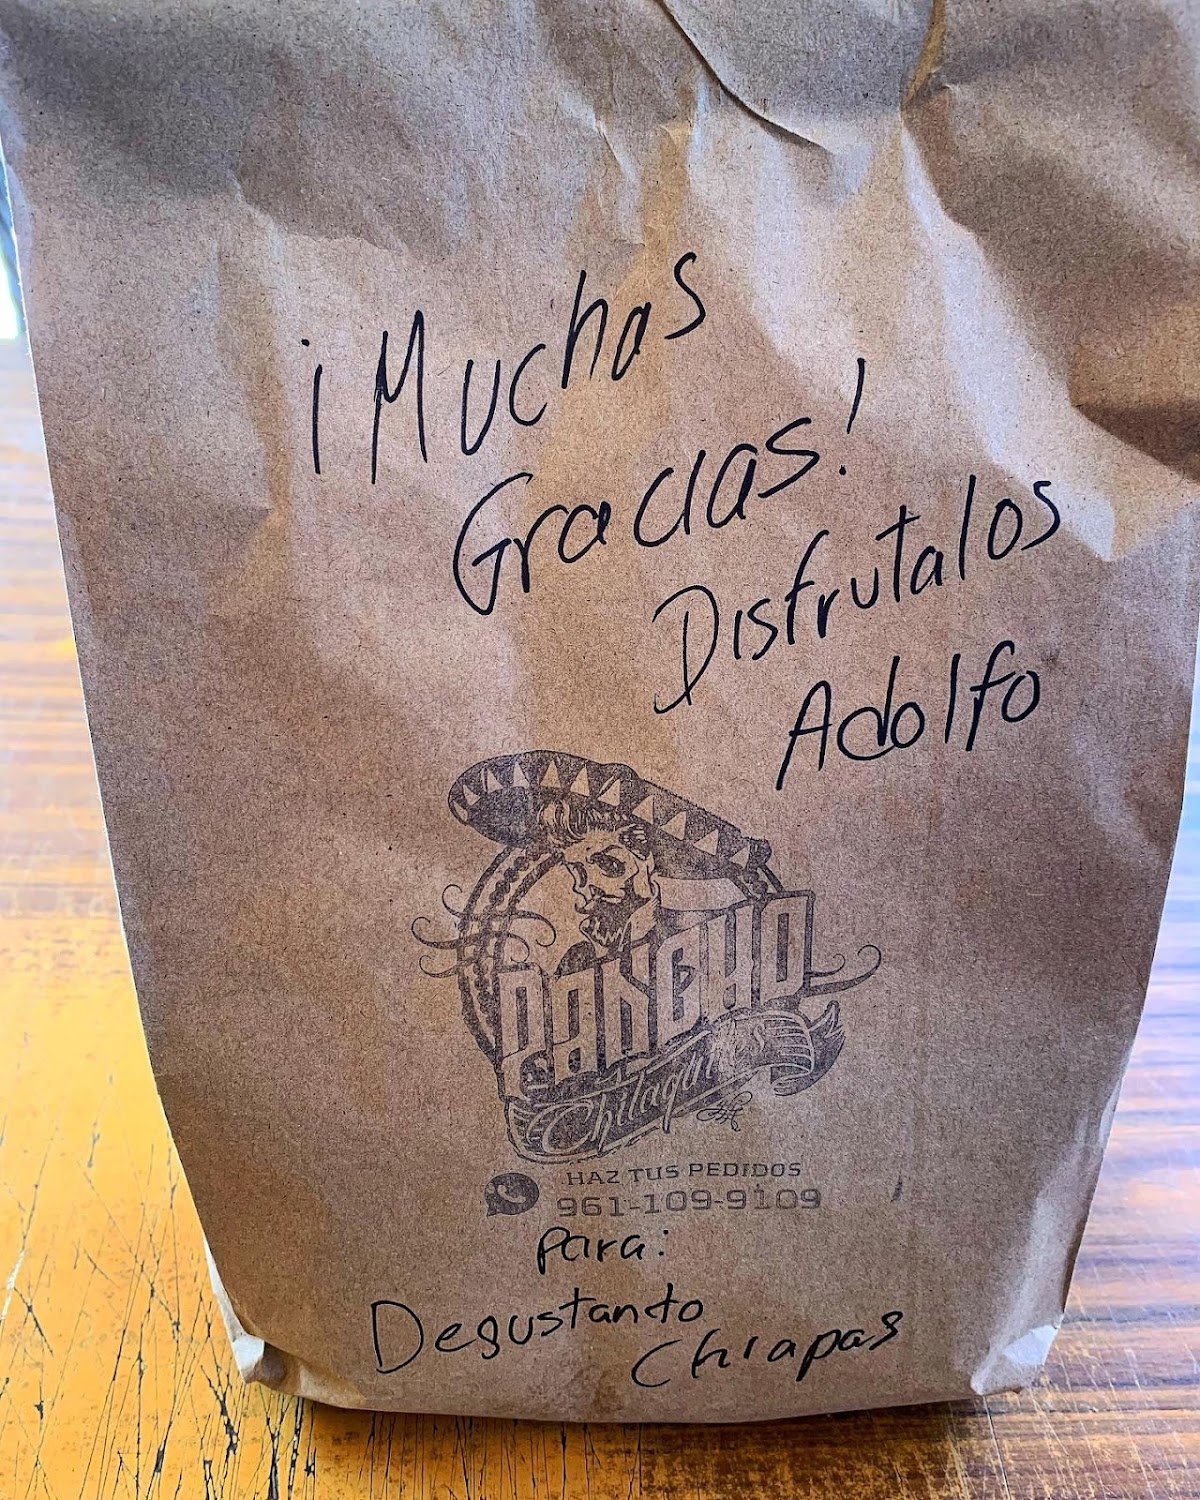 ¡Muchas
Gracias!
Disfrutalos
Adolfo
PANCHO
Chilaquiles
HAZ TUS PEDIDOS
961-109-9109
Para:
Degustando
Chiapas